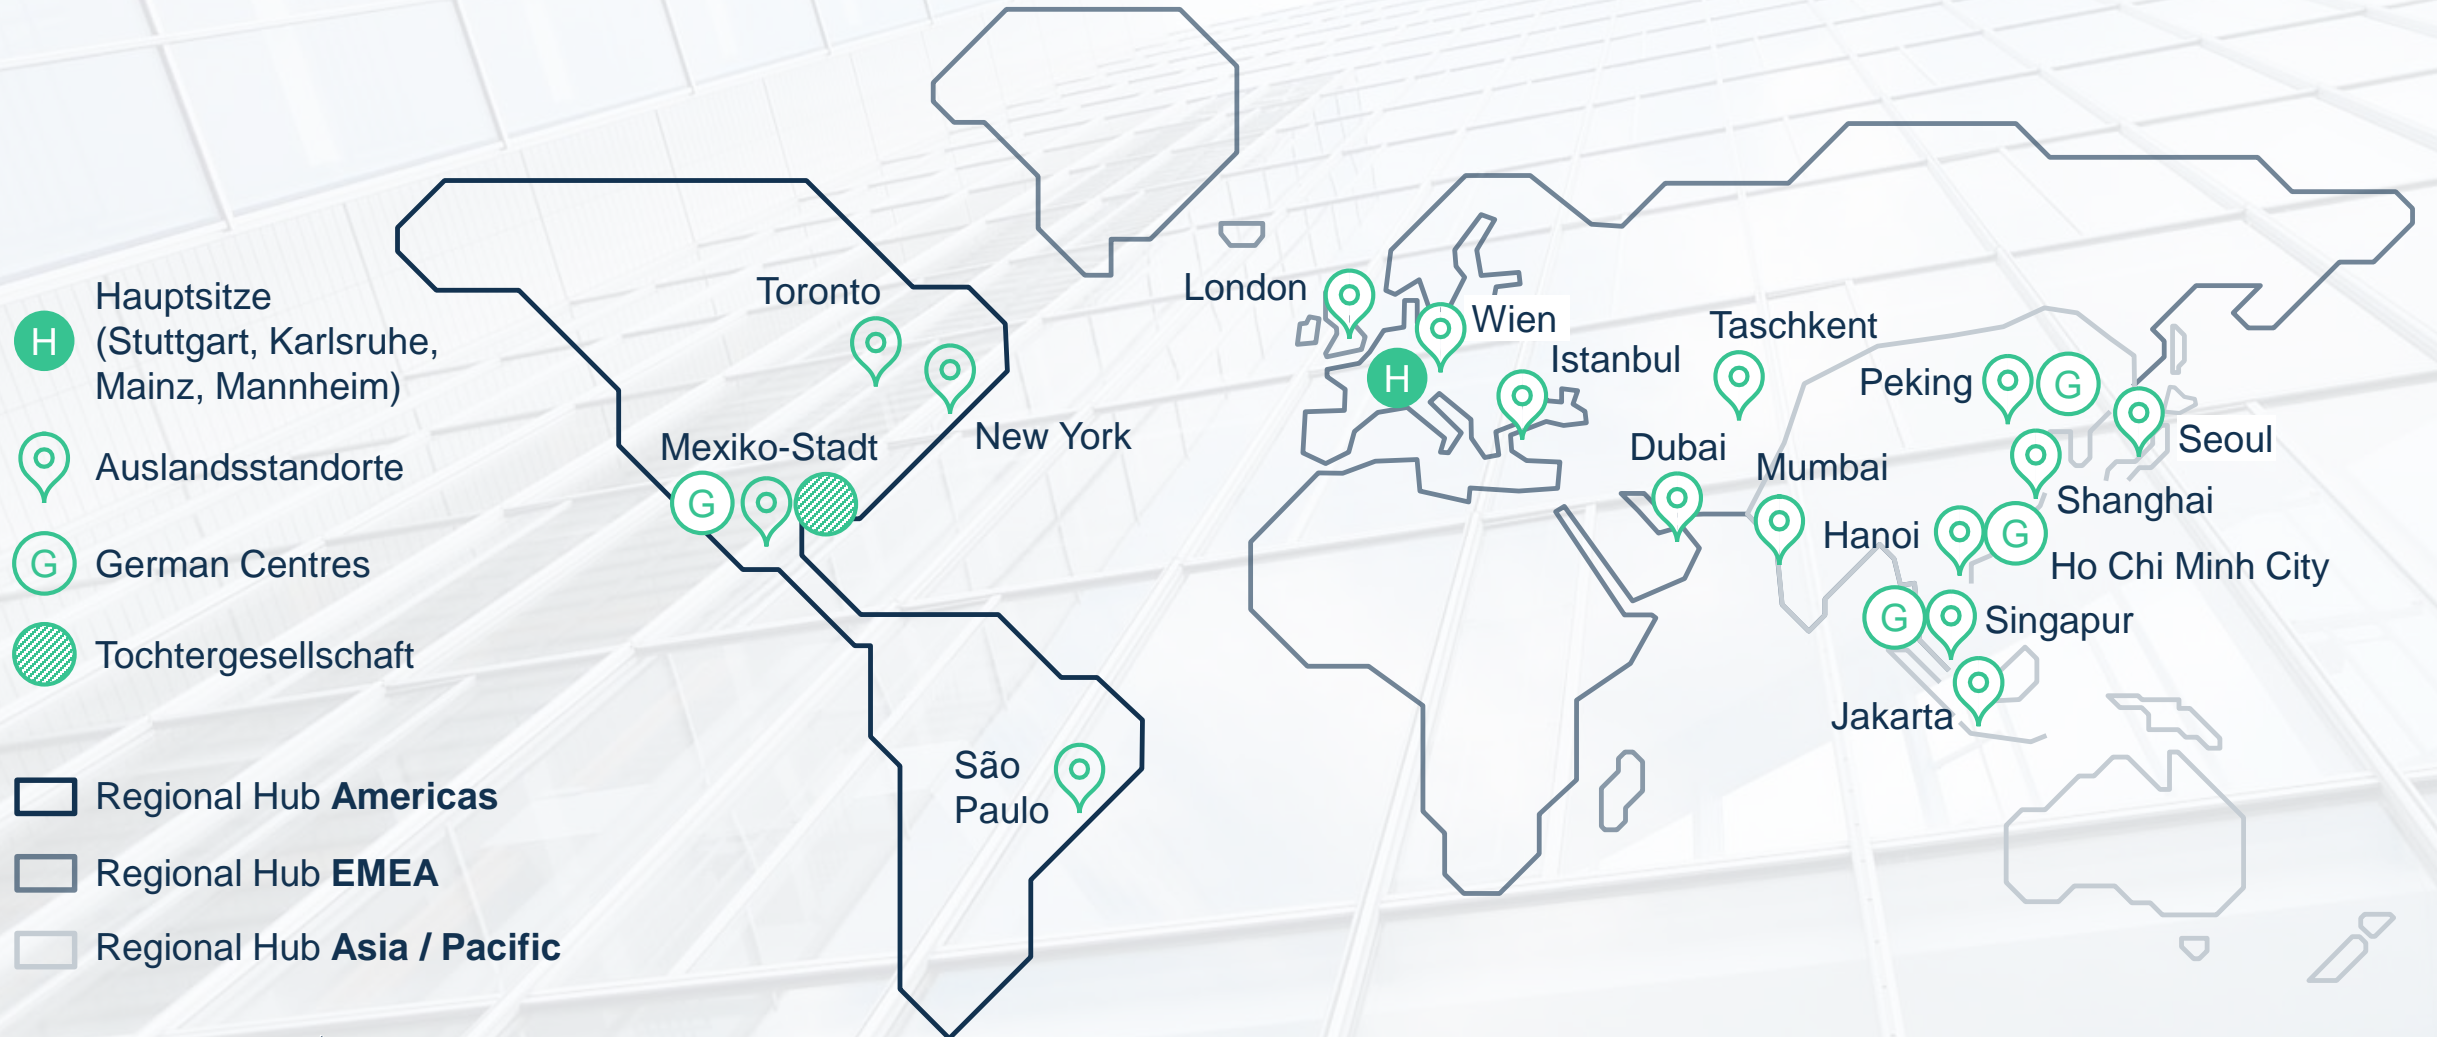 H
Hauptsitze
(Stuttgart, Karlsruhe,
Mainz, Mannheim)
Auslandsstandorte
G
German Centres
Tochtergesellschaft
Regional Hub Americas
Regional Hub EMEA
Regional Hub Asia / Pacific
Toronto
New York
Mexiko-Stadt
G
São
Paulo
London
Wien
H
Istanbul
Taschkent
Dubai
Mumbai
Peking
G
Seoul
Shanghai
Hanoi
G
Ho Chi Minh City
G
Singapur
Jakarta